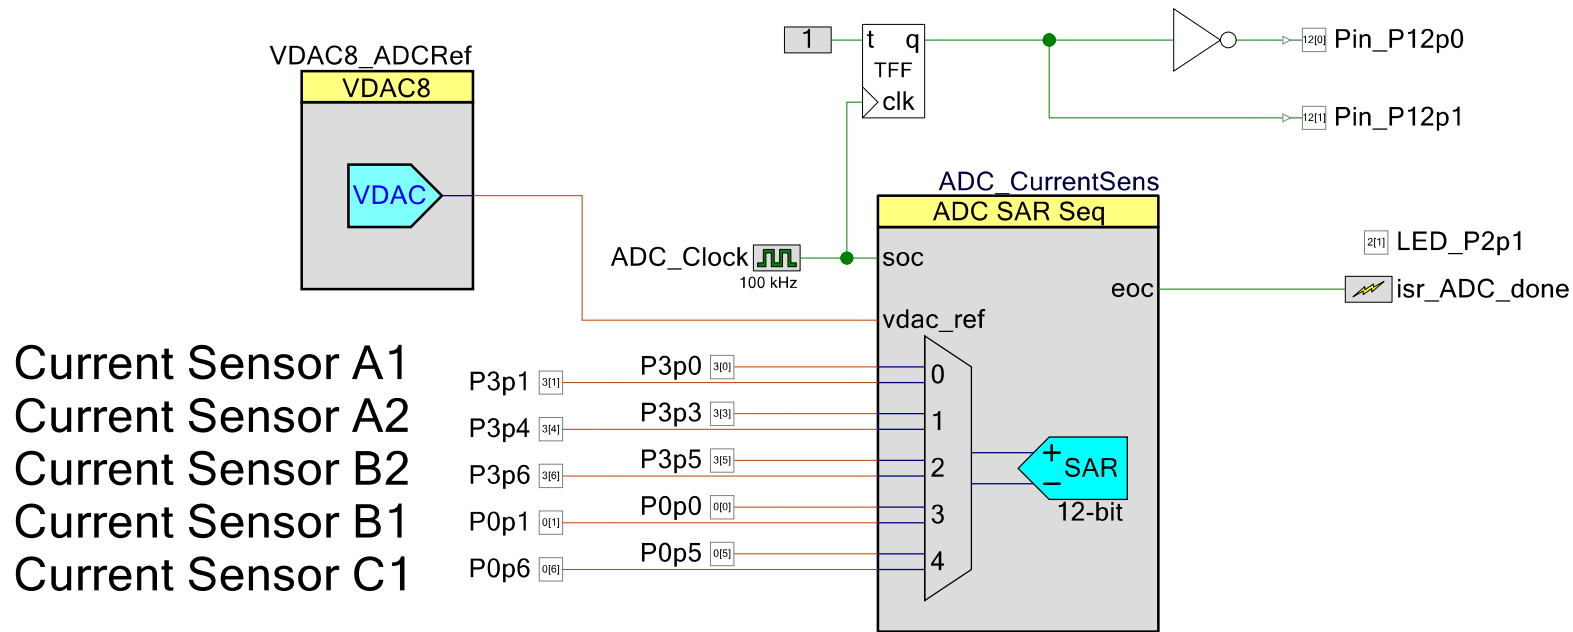 VDAC8_ADCRef
VDAC8
VDAC
1
t q
TFF
clk
12[0] Pin_P12p0
12[1] Pin_P12p1
ADC_CurrentSens
ADC SAR Seq
ADC_Clock
100 kHz
soc
eoc
vdac_ref
2[1] LED_P2p1
isr_ADC_done
Current Sensor A1
Current Sensor A2
Current Sensor B2
Current Sensor B1
Current Sensor C1
P3p0 3[0]
P3p1 3[1]
0
P3p3 3[3]
P3p4 3[4]
1
P3p5 3[5]
P3p6 3[6]
2
P0p0 0[0]
P0p1 0[1]
3
P0p5 0[5]
P0p6 0[6]
4
+
SAR
−
12-bit